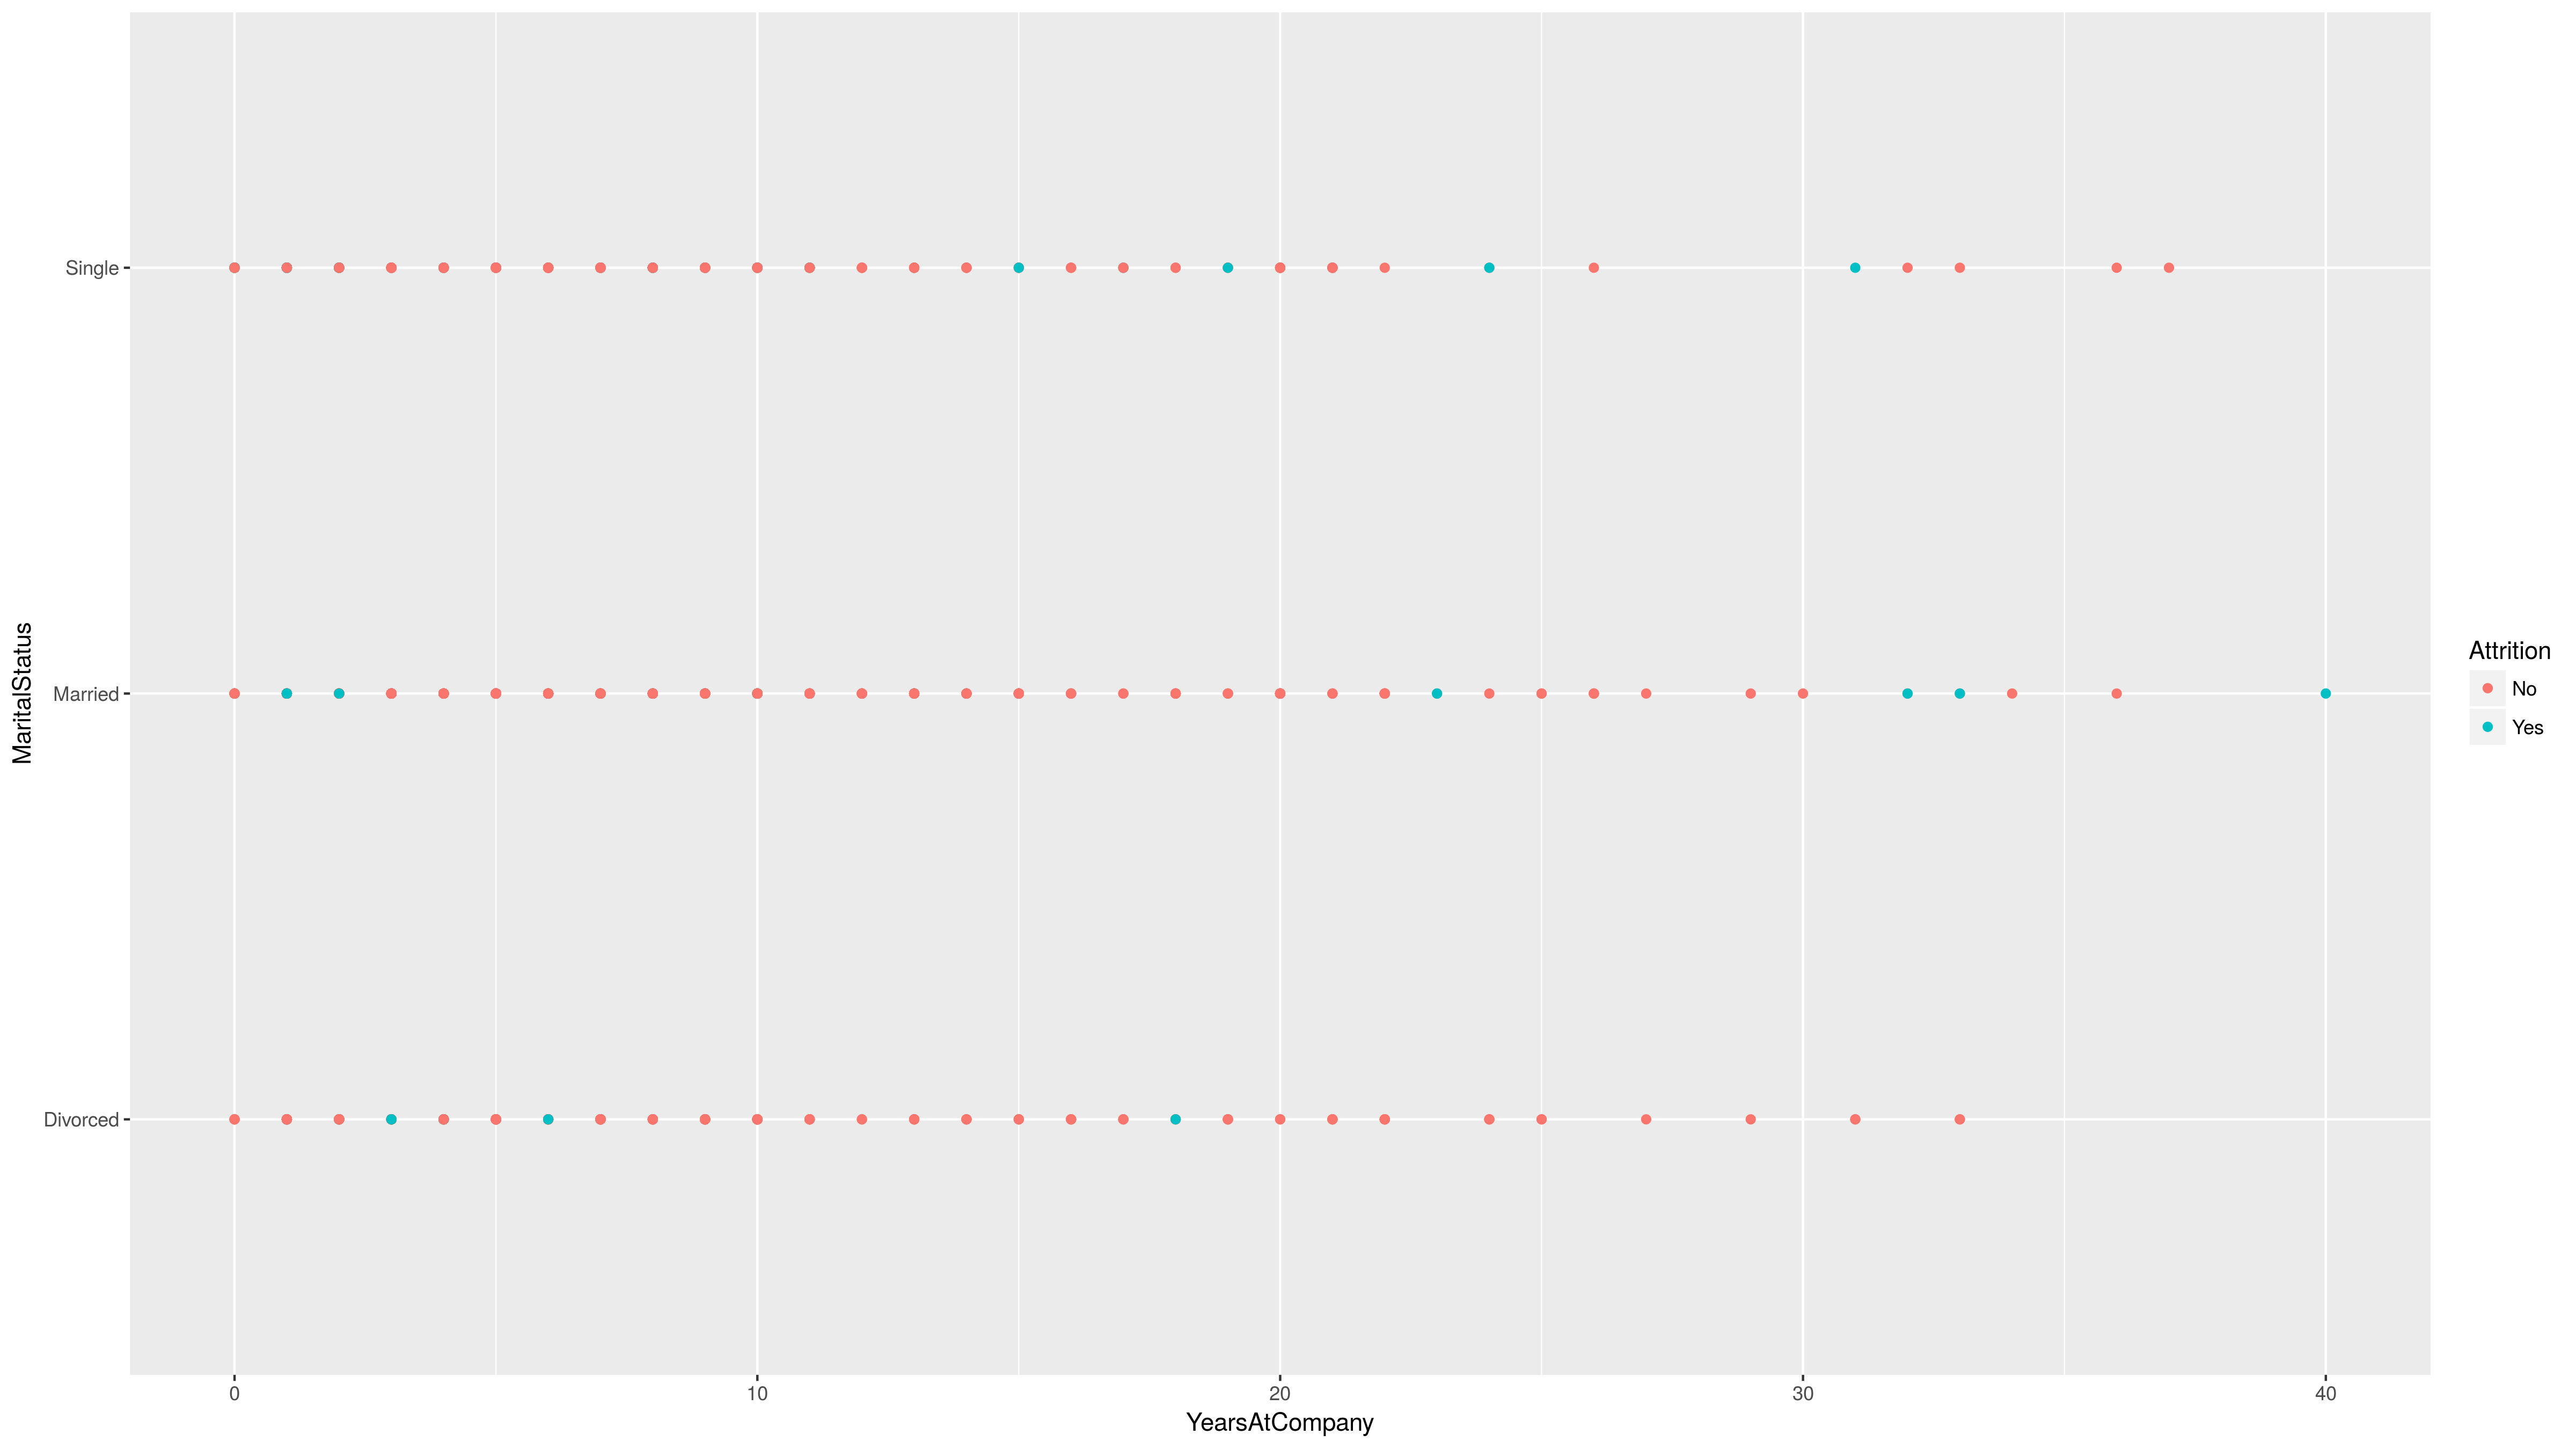 Single
Married
Divorced
MaritalStatus
0
10
20
30
40
YearsAtCompany
Attrition
No
Yes